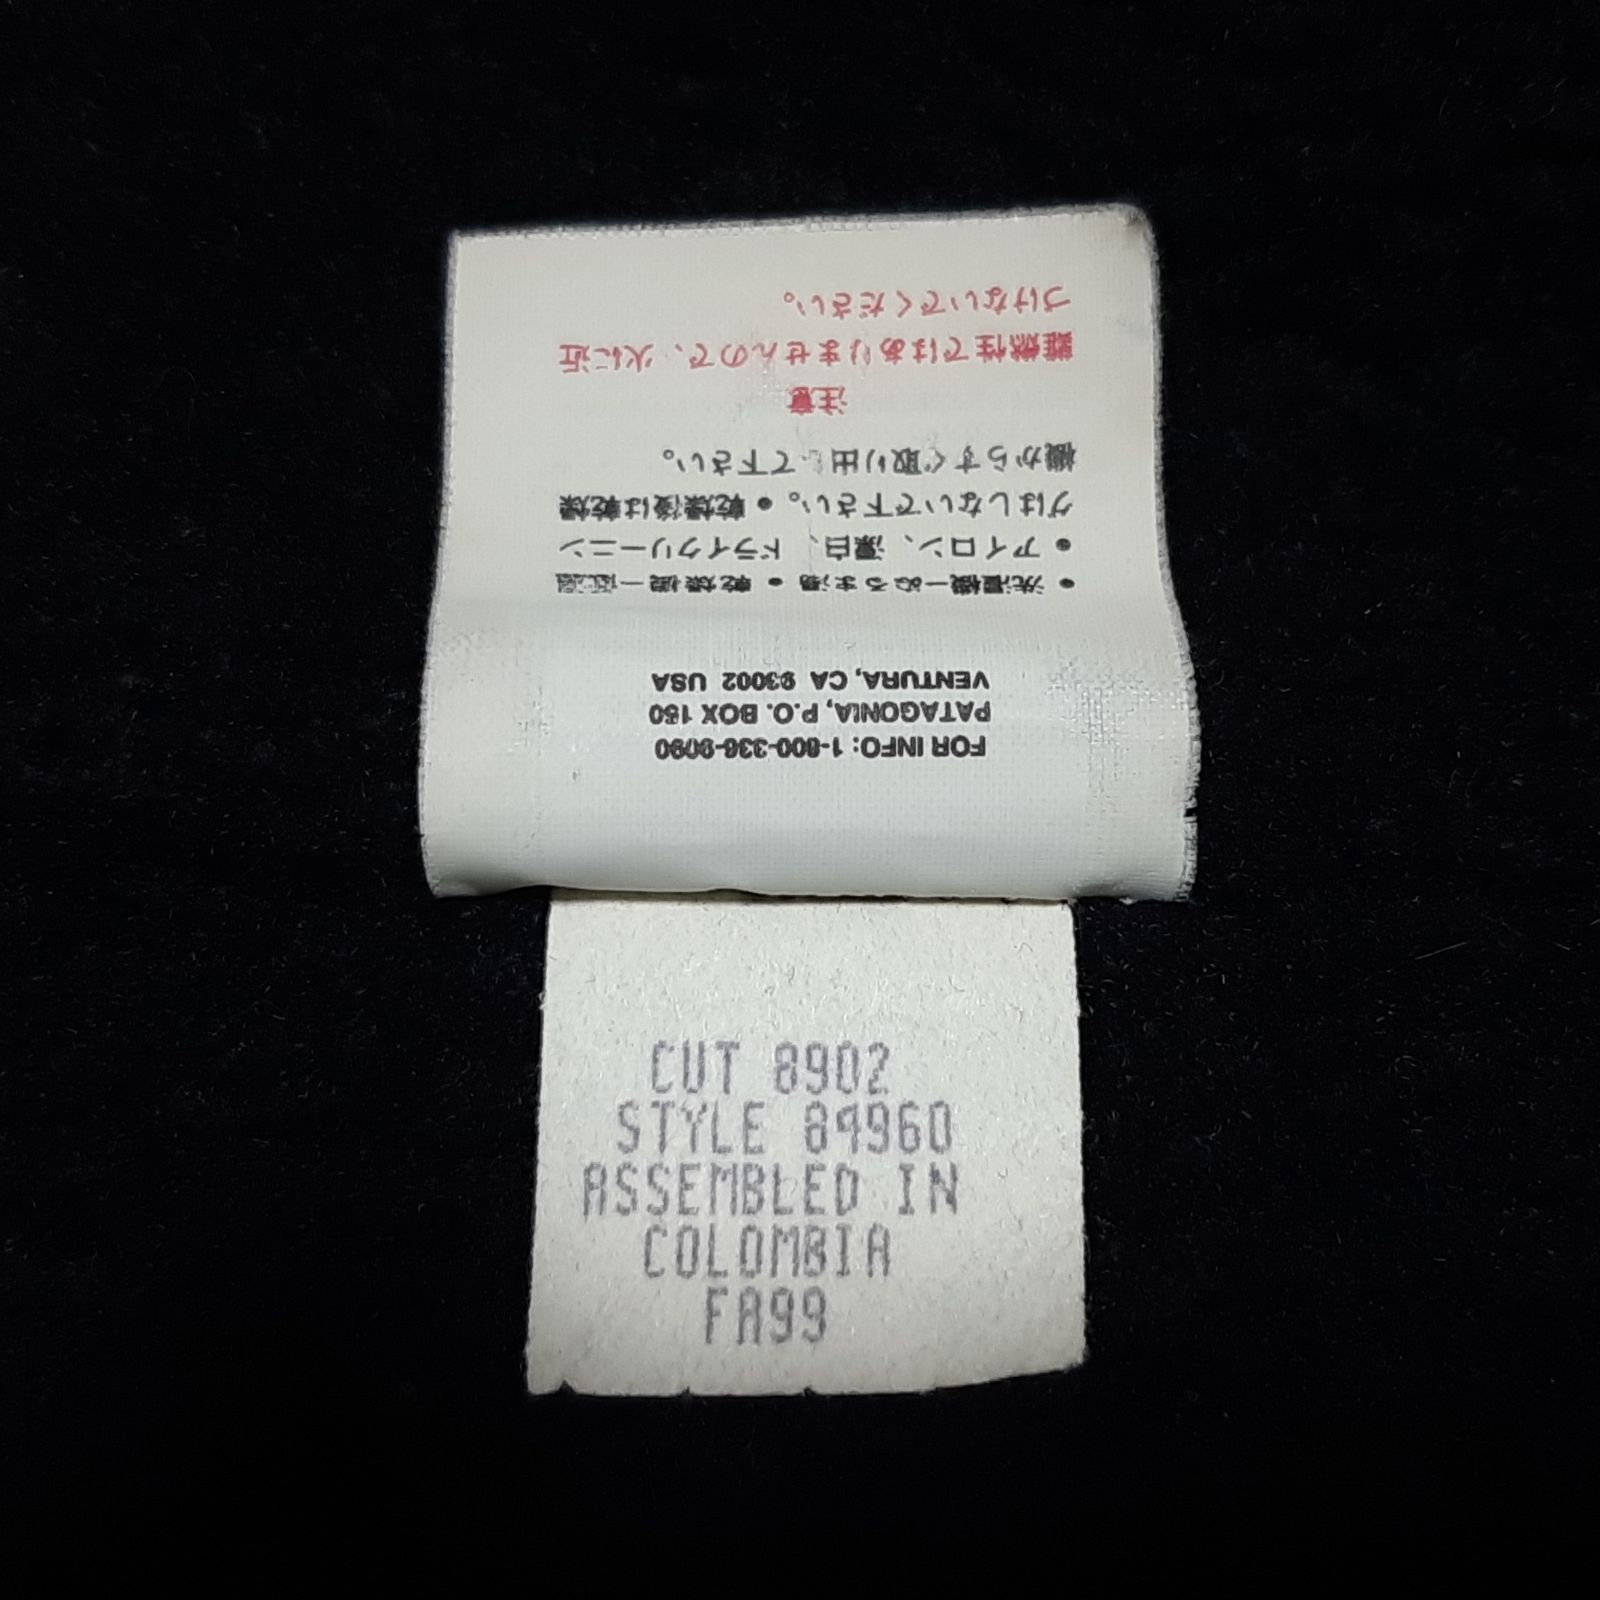 FOR INFO: 1-800-336-9090
PATAGONIA, P.O. BOX 150
VENTURA, CA 93002 USA
• 洗濯機ーぬるま湯 • 乾燥機ー低温
• アイロン、漂白、ドライクリーニン
グはしないで下さい。• 乾燥後は乾燥
機からすぐ取り出して下さい。
注意
難燃性ではありませんので、火に近
づけないでください。
CUT 8902
STYLE 84960
ASSEMBLED IN
COLOMBIA
FA99